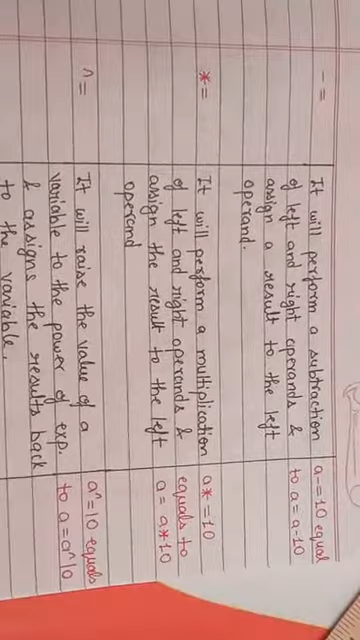 -=
It will perform a subtraction
of left and right operands &
assign a result to the left
operand.
a-=10 equal
to a=a-10
*=
It will perform a multiplication
of left and right operands &
assign the result to the left
operand
a*=10
equals to
a=a*10
^=
It will raise the value of a
variable to the power of exp.
& assigns the results back
to the variable.
a^=10 equals
to a=a^10